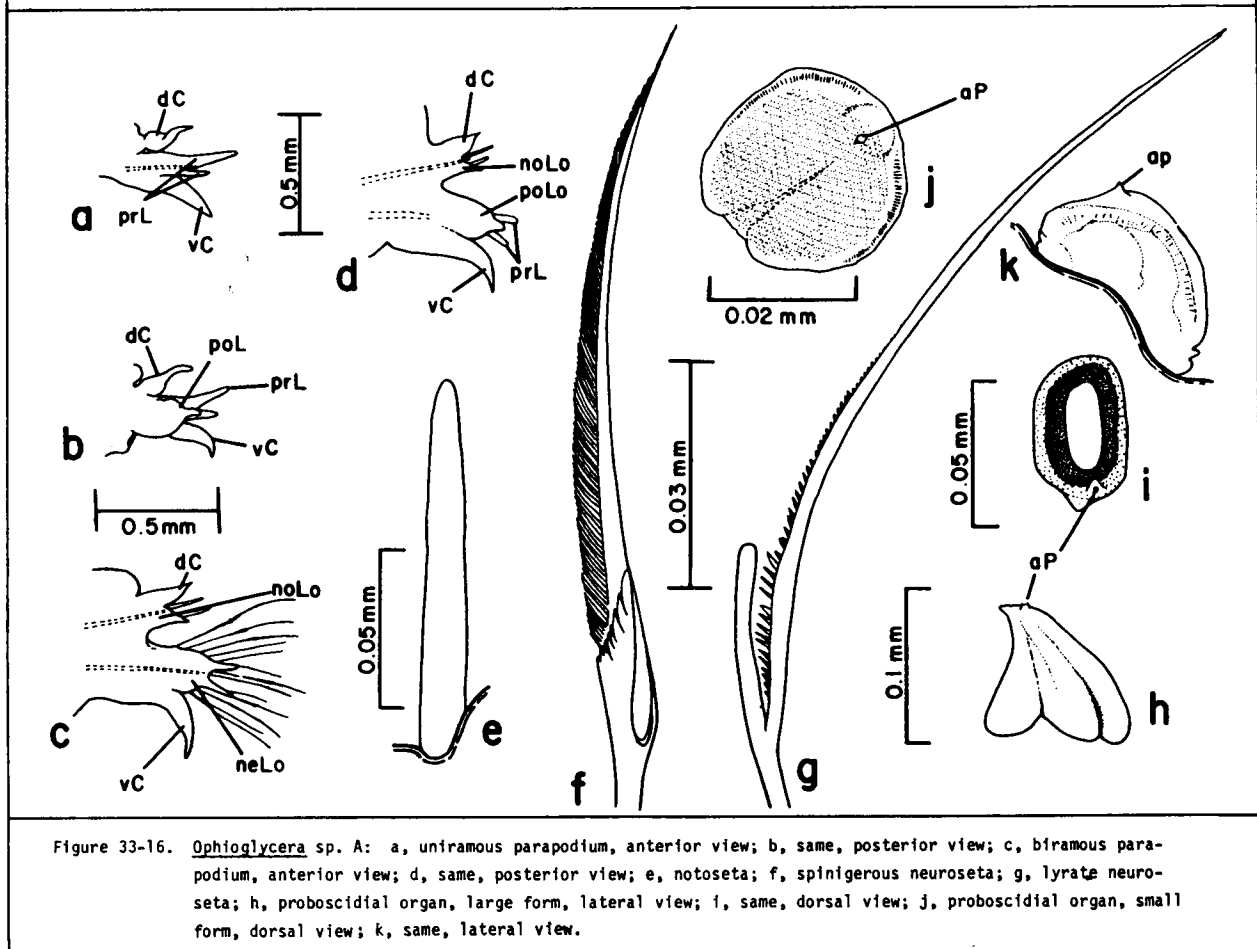 dC
prL
vC
a
0.5 mm
dC
noLo
poLo
prL
vC
d
aP
j
0.02 mm
ap
k
dC
poL
prL
vC
b
0.5mm
dC
noLo
neLo
vC
c
0.05mm
e
f
0.03 mm
g
0.05mm
i
aP
0.1 mm
h
Figure 33-16. Ophioglycera sp. A: a, uniramous parapodium, anterior view; b, same, posterior view; c, biramous para-
podium, anterior view; d, same, posterior view; e, notoseta; f, spinigerous neuroseta; g, lyrate neuro-
seta; h, proboscidial organ, large form, lateral view; i, same, dorsal view; j, proboscidial organ, small
form, dorsal view; k, same, lateral view.